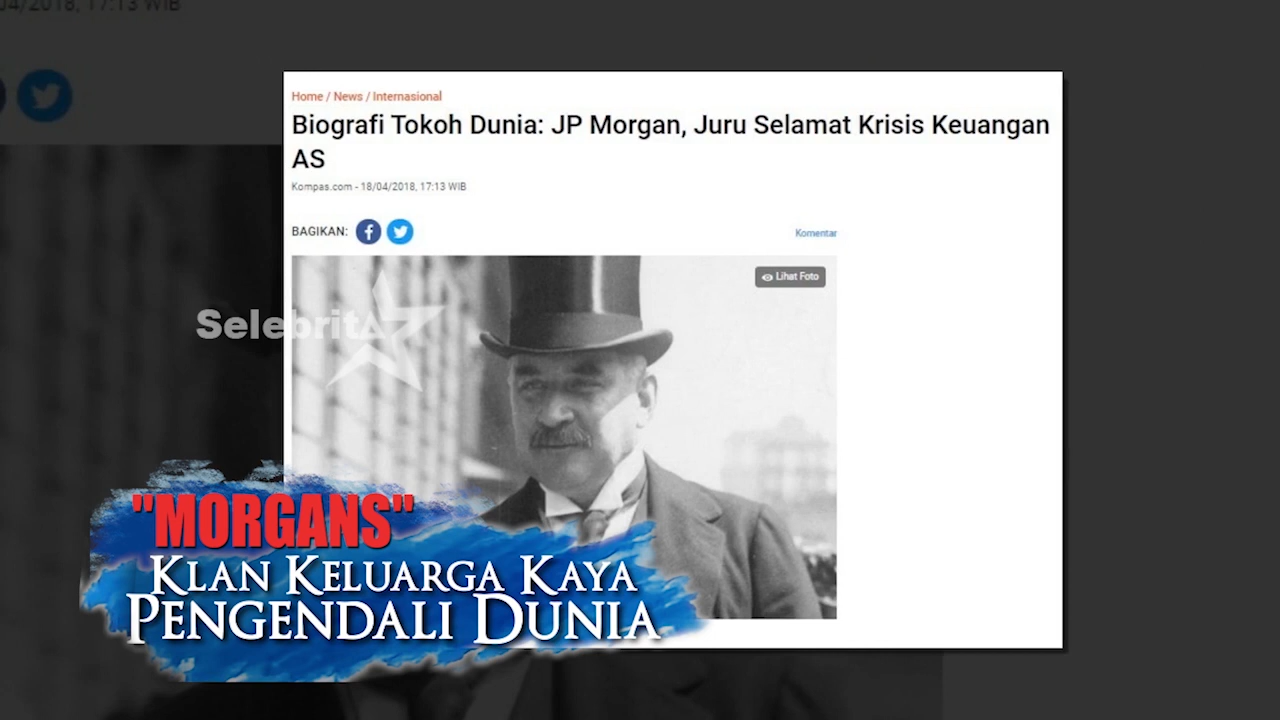 04/2018, 17:13 WIB
Home / News / Internasional
Biografi Tokoh Dunia: JP Morgan, Juru Selamat Krisis Keuangan
AS
Kompas.com - 18/04/2018, 17:13 WIB
BAGIKAN:
Komentar
Lihat Foto
Selebrita
"MORGANS"
KLAN KELUARGA KAYA
PENGENDALI DUNIA